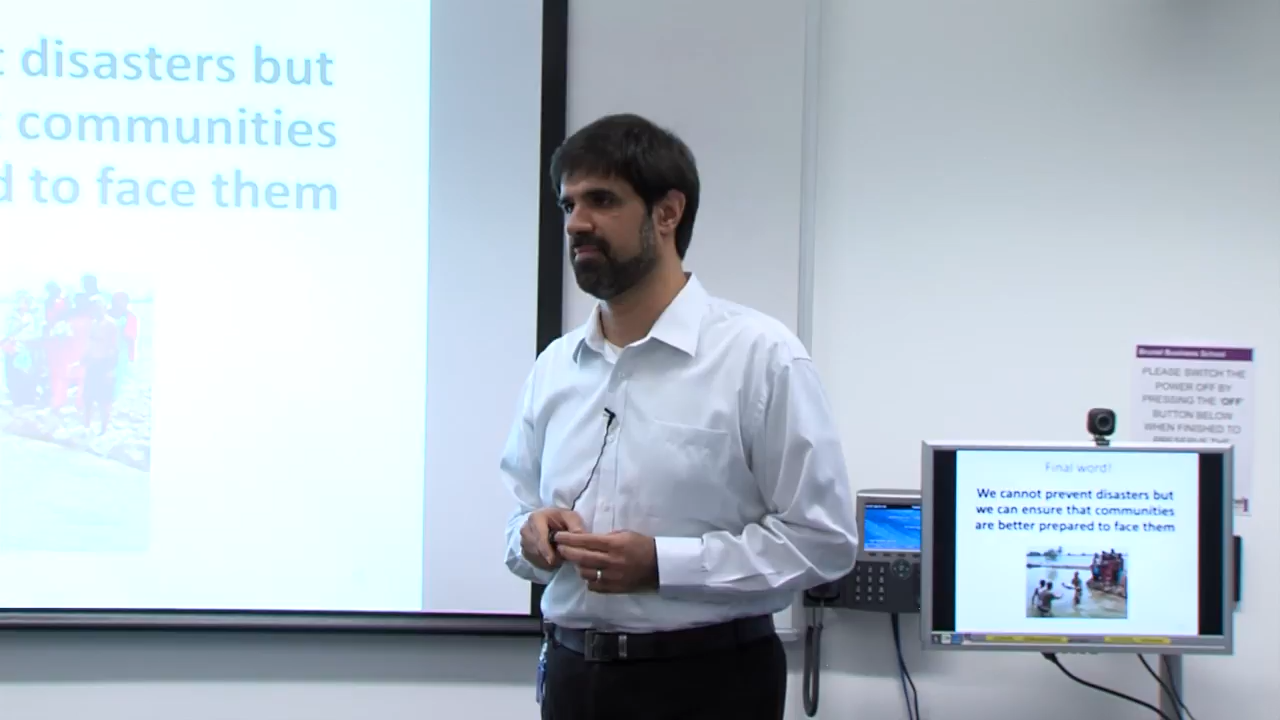 t disasters but
communities
d to face them
Brunel Business School
PLEASE SWITCH THE
POWER OFF BY
PRESSING THE 'OFF'
BUTTON BELOW
WHEN FINISHED TO
PRESERVE THE
Final word!
We cannot prevent disasters but
we can ensure that communities
are better prepared to face them